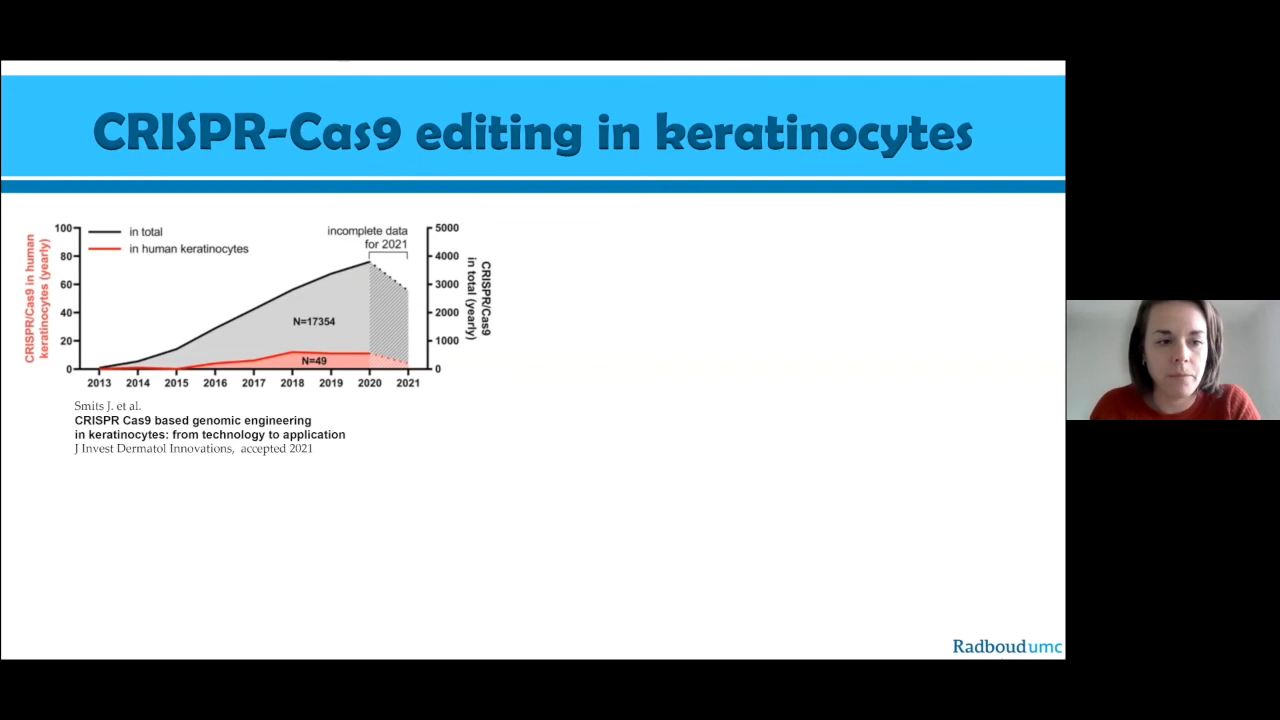 CRISPR-Cas9 editing in keratinocytes
100
80
60
40
20
0
CRISPR/Cas9 in human
keratinocytes (yearly)
in total
in human keratinocytes
incomplete data
for 2021
N=17354
N=49
5000
4000
3000
2000
1000
0
CRISPR/Cas9
in total (yearly)
2013 2014 2015 2016 2017 2018 2019 2020 2021
Smits J. et al.
CRISPR Cas9 based genomic engineering
in keratinocytes: from technology to application
J Invest Dermatol Innovations, accepted 2021
Radboudumc